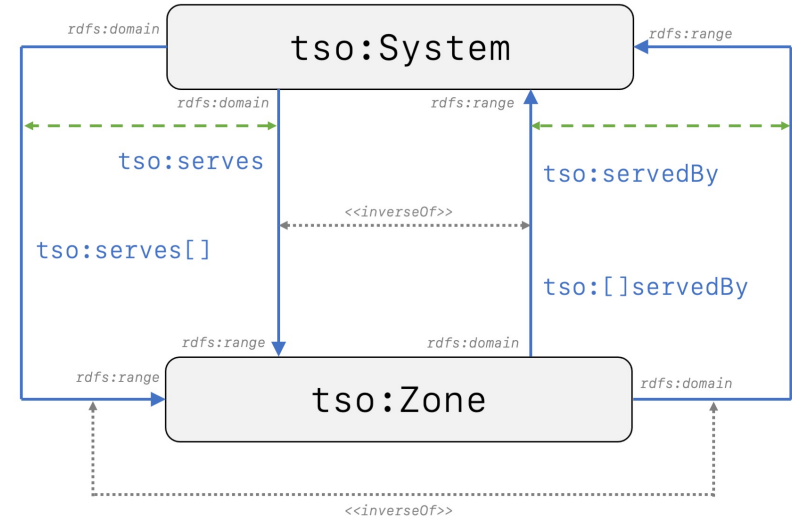 rdfs:domain
tso:System
rdfs:range
rdfs:domain
rdfs:range
tso:serves
tso:servedBy
<<inverseOf>>
tso:serves[]
tso:[]servedBy
rdfs:range
rdfs:domain
rdfs:range
tso:Zone
rdfs:domain
<<inverseOf>>